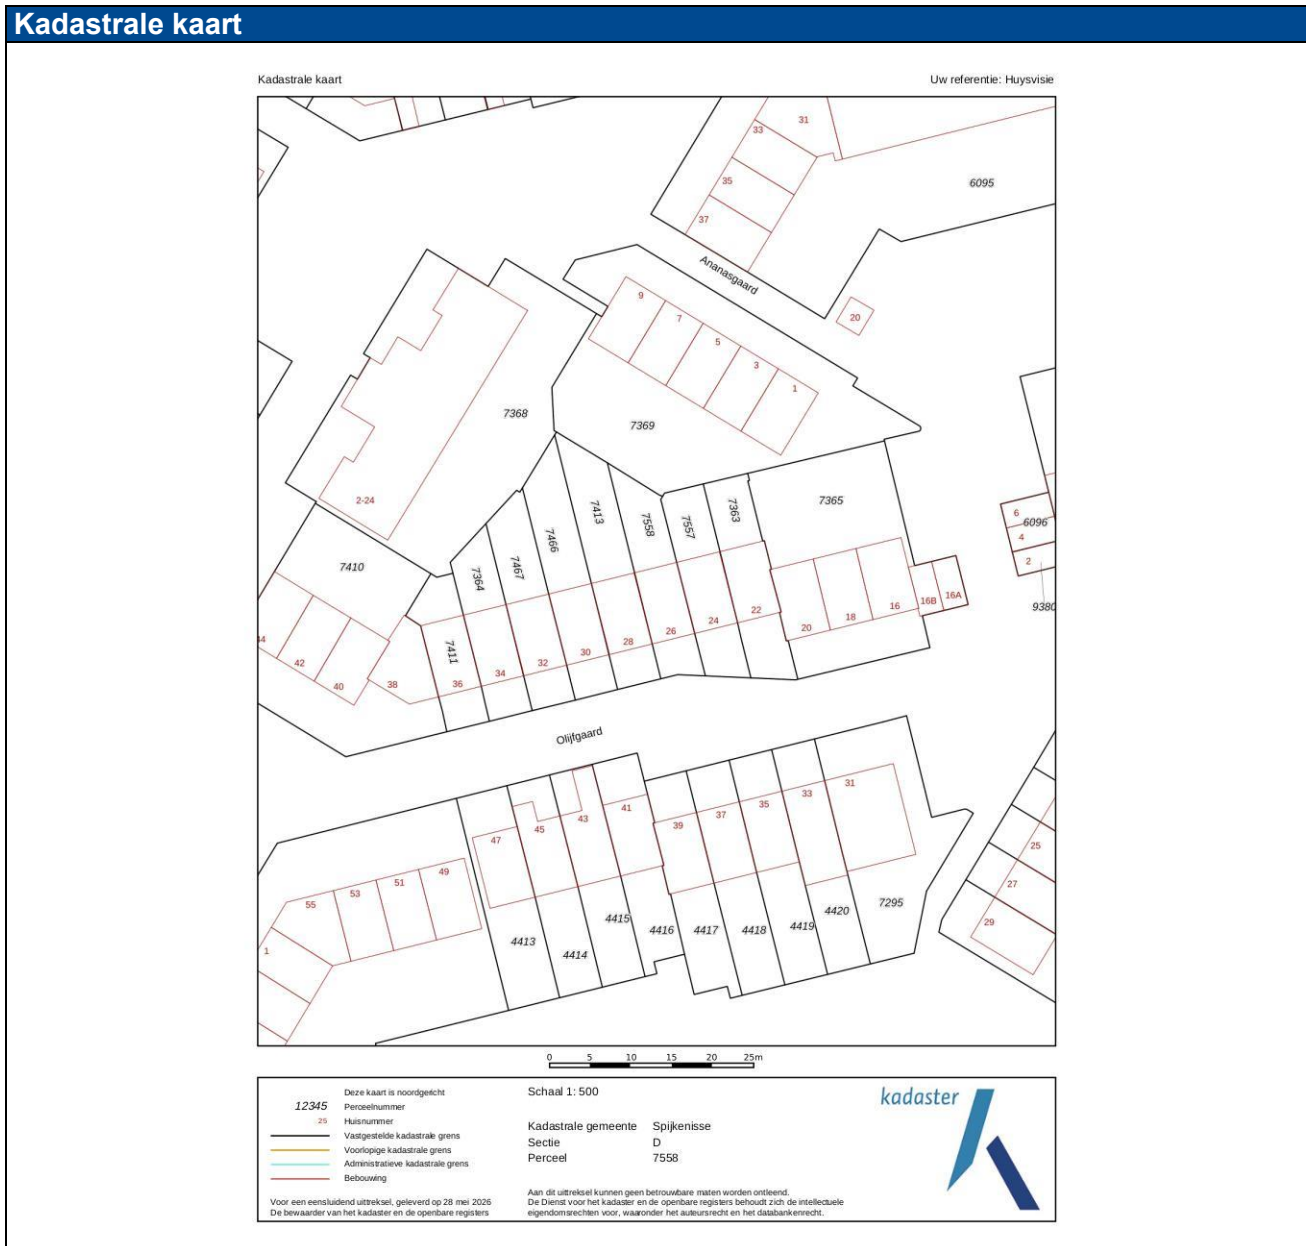 Kadastrale kaart
Kadastrale kaart
Uw referentie: Huysvisie
31
33
35
37
6095
Ananasgaard
9
7
5
3
1
20
7368
7369
2-24
7365
7363
7557
7558
7413
7466
7467
7364
7410
7411
6
6096
4
2
9380
16A
16B
16
18
20
22
24
26
28
30
32
34
36
38
40
42
44
Olijfgaard
31
33
35
37
39
41
43
45
47
49
51
53
55
1
25
27
29
4413
4414
4415
4416
4417
4418
4419
4420
7295
0 5 10 15 20 25m
Deze kaart is noordgericht
12345 Perceelnummer
25 Huisnummer
Vastgestelde kadastrale grens
Voorlopige kadastrale grens
Administratieve kadastrale grens
Bebouwing
Voor een eensluidend uittreksel, geleverd op 28 mei 2026
De bewaarder van het kadaster en de openbare registers
Schaal 1: 500
Kadastrale gemeente Spijkenisse
Sectie D
Perceel 7558
Aan dit uittreksel kunnen geen betrouwbare maten worden ontleend.
De Dienst voor het kadaster en de openbare registers behoudt zich de intellectuele
eigendomsrechten voor, waaronder het auteursrecht en het databankenrecht.
kadaster